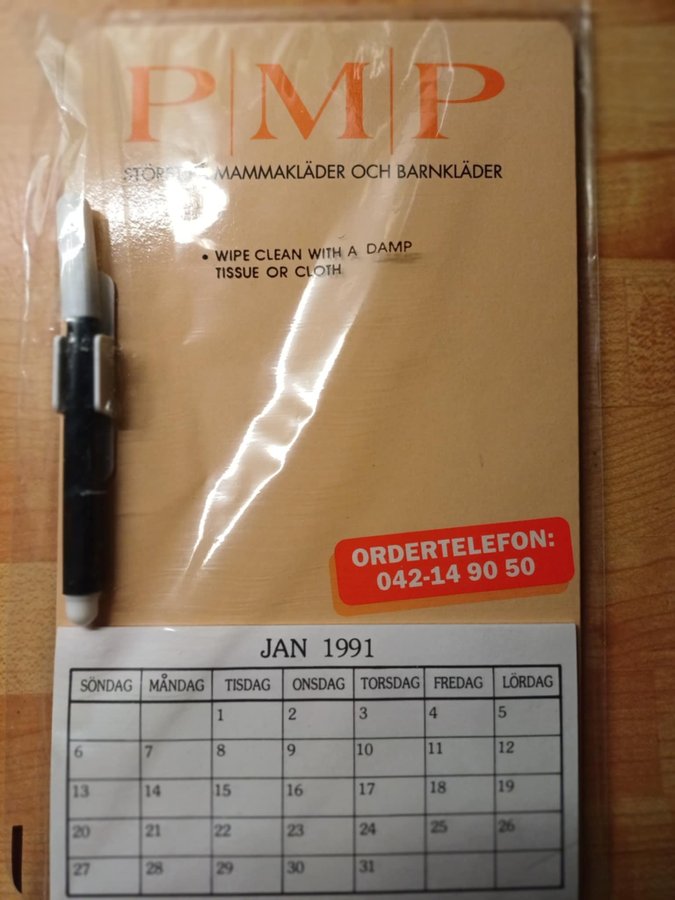 P|M|P
MAMMAKLÄDER OCH BARNKLÄDER
• WIPE CLEAN WITH A DAMP
TISSUE OR CLOTH
ORDERTELEFON:
042-14 90 50
JAN 1991
SÖNDAG MÅNDAG TISDAG ONSDAG TORSDAG FREDAG LÖRDAG
1 2 3 4 5
6 7 8 9 10 11 12
13 14 15 16 17 18 19
20 21 22 23 24 25 26
27 28 29 30 31